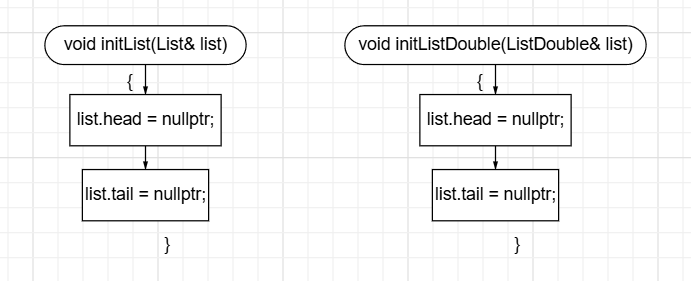 void initList(List& list)
{
list.head = nullptr;
list.tail = nullptr;
}
void initListDouble(ListDouble& list)
{
list.head = nullptr;
list.tail = nullptr;
}